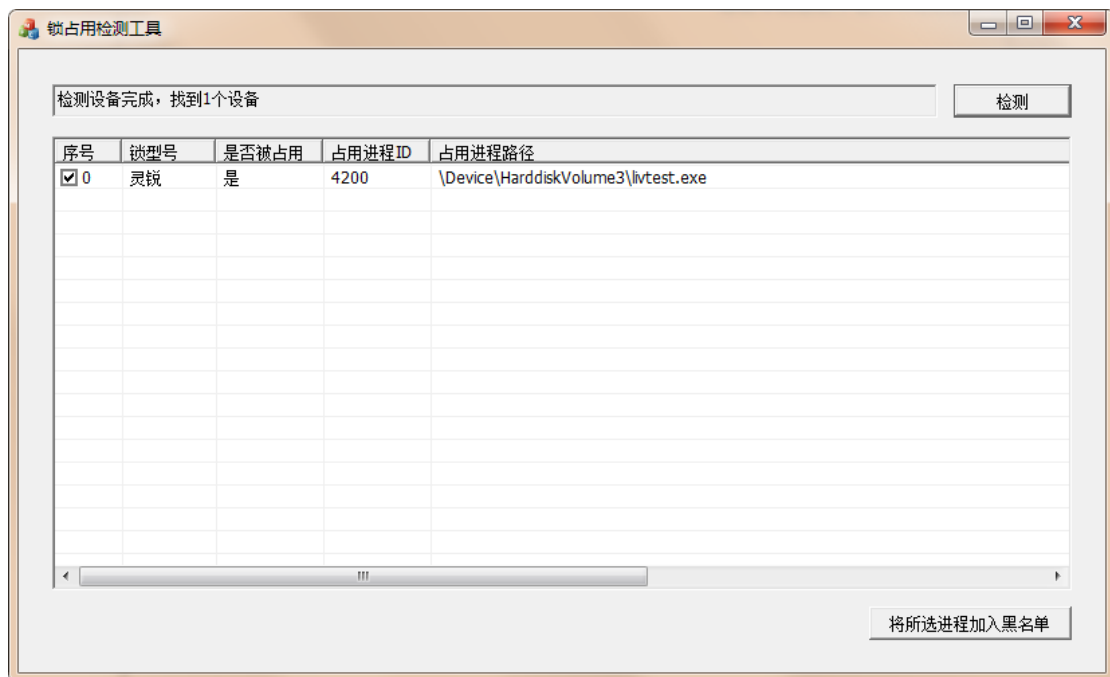 锁占用检测工具
检测设备完成，找到1个设备
检测
序号 锁型号 是否被占用 占用进程ID 占用进程路径
0 灵锐 是 4200 \Device\HarddiskVolume3\livtest.exe
将所选进程加入黑名单